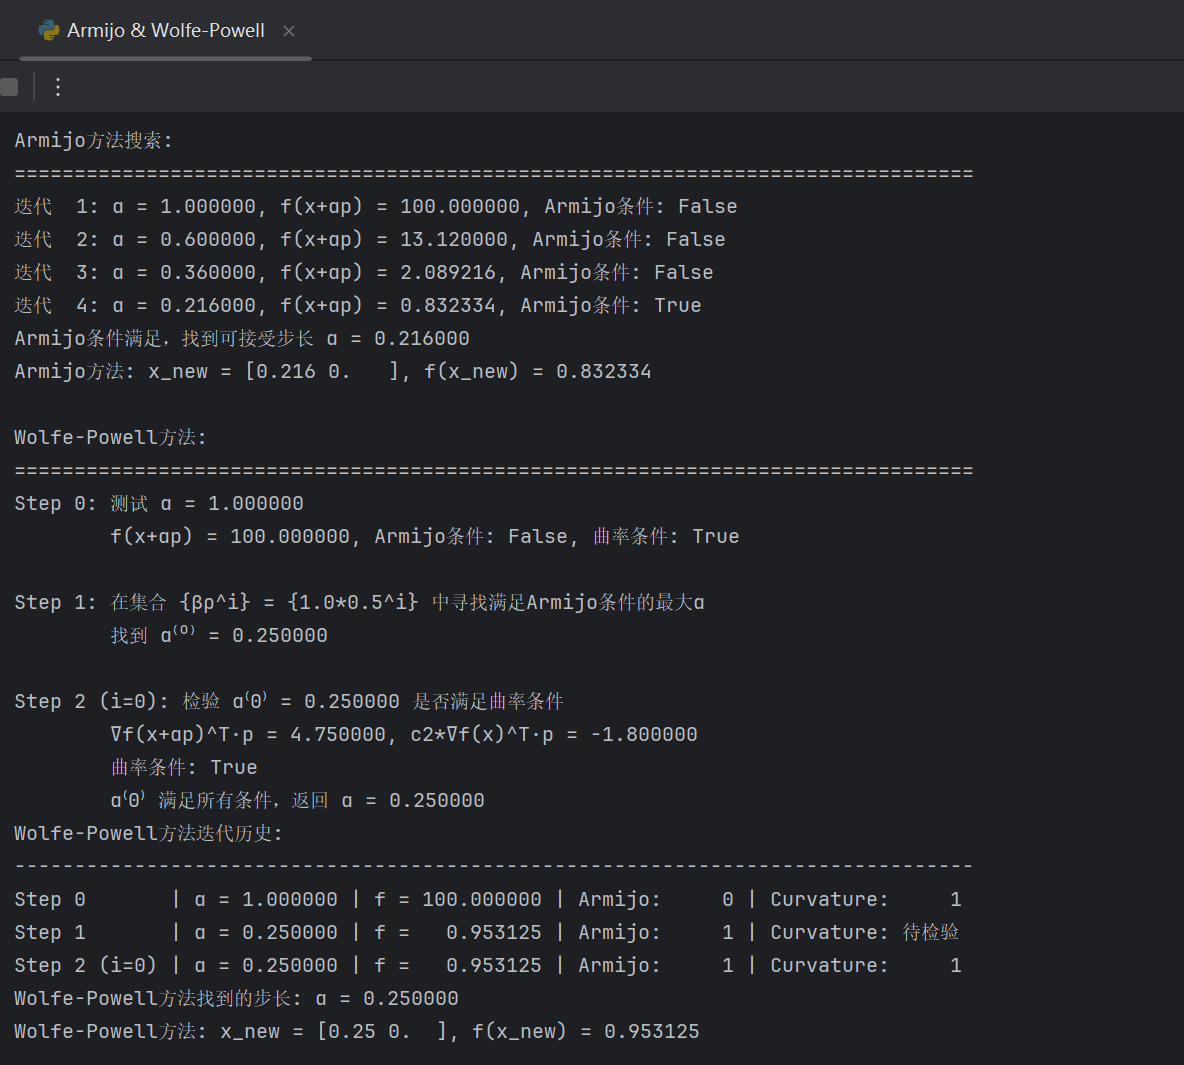 Armijo & Wolfe-Powell
Armijo方法搜索:
================================================================================
迭代  1: α = 1.000000, f(x+αp) = 100.000000, Armijo条件: False
迭代  2: α = 0.600000, f(x+αp) = 13.120000, Armijo条件: False
迭代  3: α = 0.360000, f(x+αp) = 2.089216, Armijo条件: False
迭代  4: α = 0.216000, f(x+αp) = 0.832334, Armijo条件: True
Armijo条件满足，找到可接受步长 α = 0.216000
Armijo方法: x_new = [0.216 0.   ], f(x_new) = 0.832334
Wolfe-Powell方法:
================================================================================
Step 0: 测试 α = 1.000000
        f(x+αp) = 100.000000, Armijo条件: False, 曲率条件: True
Step 1: 在集合 {βρ^i} = {1.0*0.5^i} 中寻找满足Armijo条件的最大α
        找到 α⁽⁰⁾ = 0.250000
Step 2 (i=0): 检验 α⁽0⁾ = 0.250000 是否满足曲率条件
        ∇f(x+αp)^T·p = 4.750000, c2*∇f(x)^T·p = -1.800000
        曲率条件: True
        α⁽0⁾ 满足所有条件，返回 α = 0.250000
Wolfe-Powell方法迭代历史:
--------------------------------------------------------------------------------
Step 0       | α = 1.000000 | f = 100.000000 | Armijo:     0 | Curvature:     1
Step 1       | α = 0.250000 | f =   0.953125 | Armijo:     1 | Curvature: 待检验
Step 2 (i=0) | α = 0.250000 | f =   0.953125 | Armijo:     1 | Curvature:     1
Wolfe-Powell方法找到的步长: α = 0.250000
Wolfe-Powell方法: x_new = [0.25 0.  ], f(x_new) = 0.953125